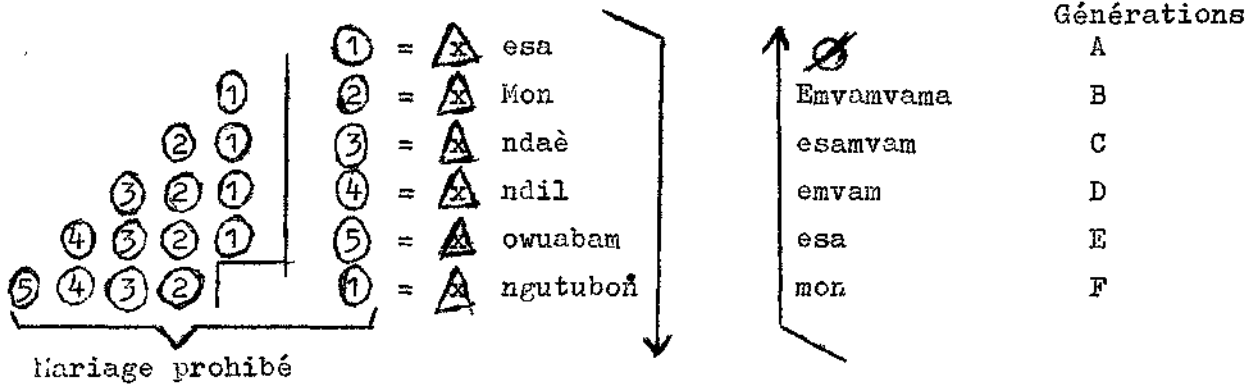 Générations
① = x esa Ø A
① ② = x Mon Emvamvama B
② ① ③ = x ndaè esamvam C
③ ② ① ④ = x ndil emvam D
④ ③ ② ① ⑤ = x owuabam esa E
⑤ ④ ③ ② ① = x ngutuboṅ mon F
Mariage prohibé